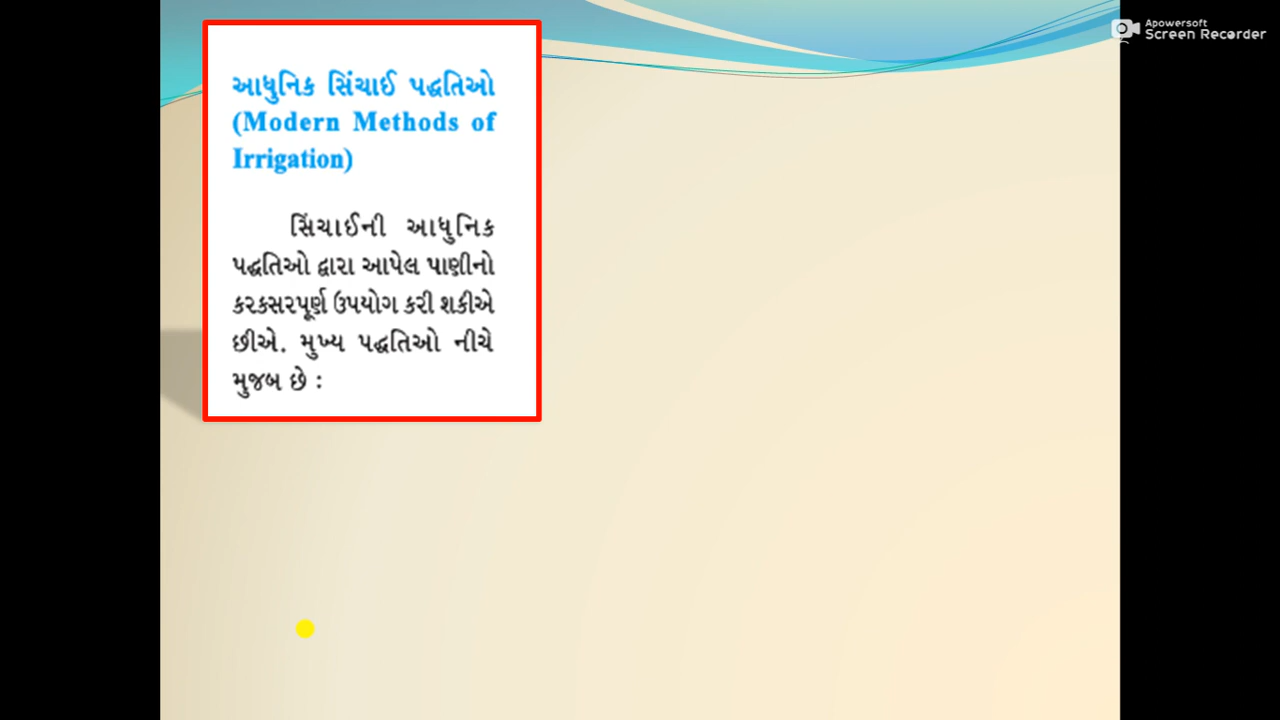 આધુનિક સિંચાઈ પદ્ધતિઓ
(Modern Methods of
Irrigation)
સિંચાઈની આધુનિક
પદ્ધતિઓ દ્વારા આપેલ પાણીનો
કરકસરપૂર્ણ ઉપયોગ કરી શકીએ
છીએ. મુખ્ય પદ્ધતિઓ નીચે
મુજબ છે :
Apowersoft
Screen Recorder